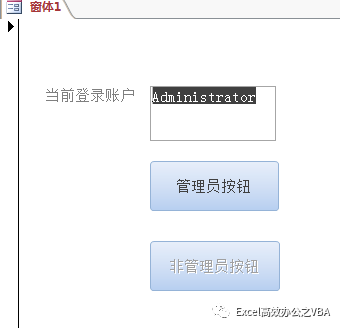 窗体1
当前登录账户
Administrator
管理员按钮
非管理员按钮
Excel高效办公之VBA